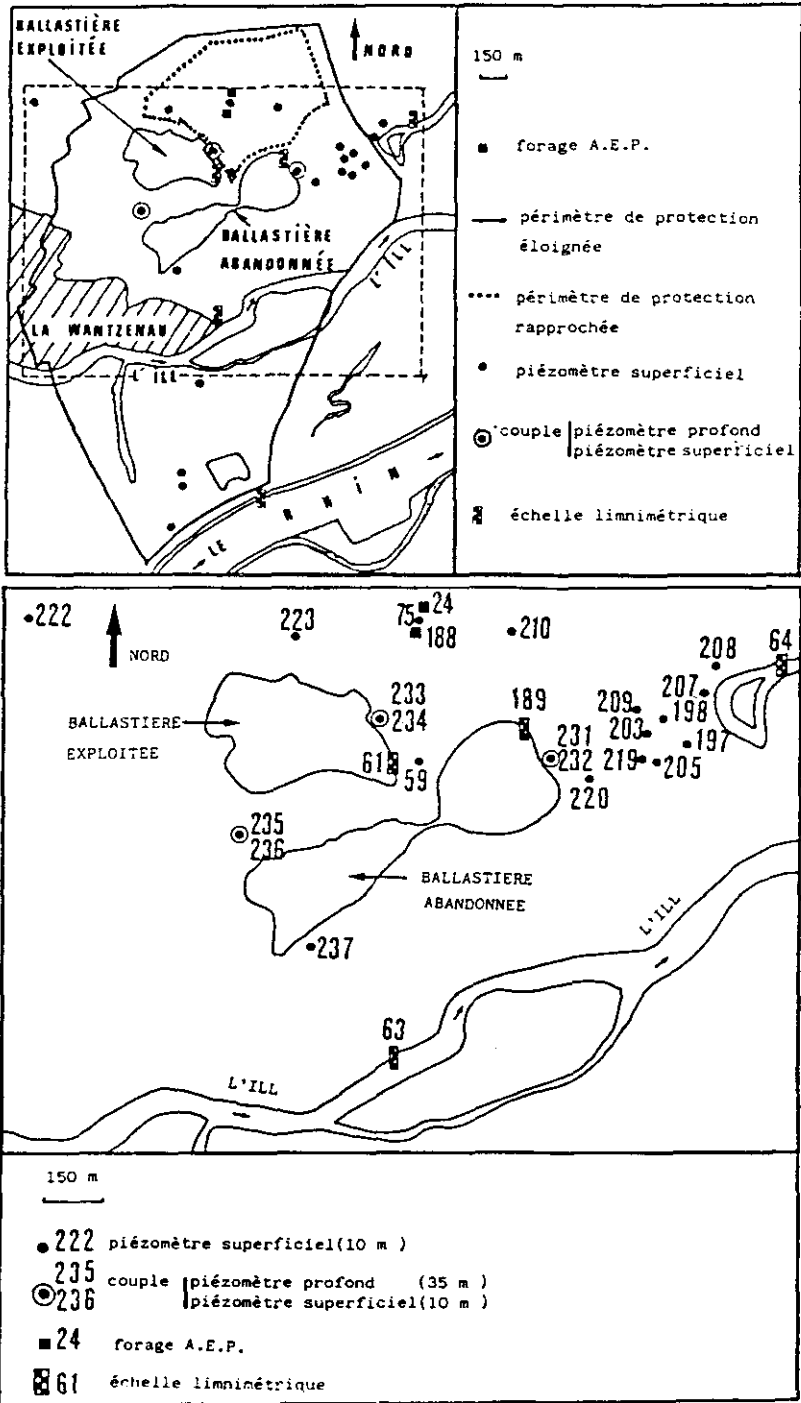 BALLASTIÈRE
EXPLOITÉE
NORD
BALLASTIÈRE
ABANDONNÉE
L'ILL
LA WANTZENAU
L'ILL
LE RHIN
150 m
forage A.E.P.
périmètre de protection
éloignée
périmètre de protection
rapprochée
piézomètre superficiel
couple piézomètre profond
piézomètre superficiel
échelle limnimétrique
222
NORD
223
75
24
188
210
208
64
207
209
198
203
197
219
205
189
231
232
220
233
234
BALLASTIERE
EXPLOITEE
61
59
235
236
BALLASTIERE
ABANDONNEE
237
L'ILL
63
L'ILL
150 m
222 piézomètre superficiel(10 m )
235 couple piézomètre profond (35 m )
236 piézomètre superficiel(10 m )
24 forage A.E.P.
61 échelle limnimétrique